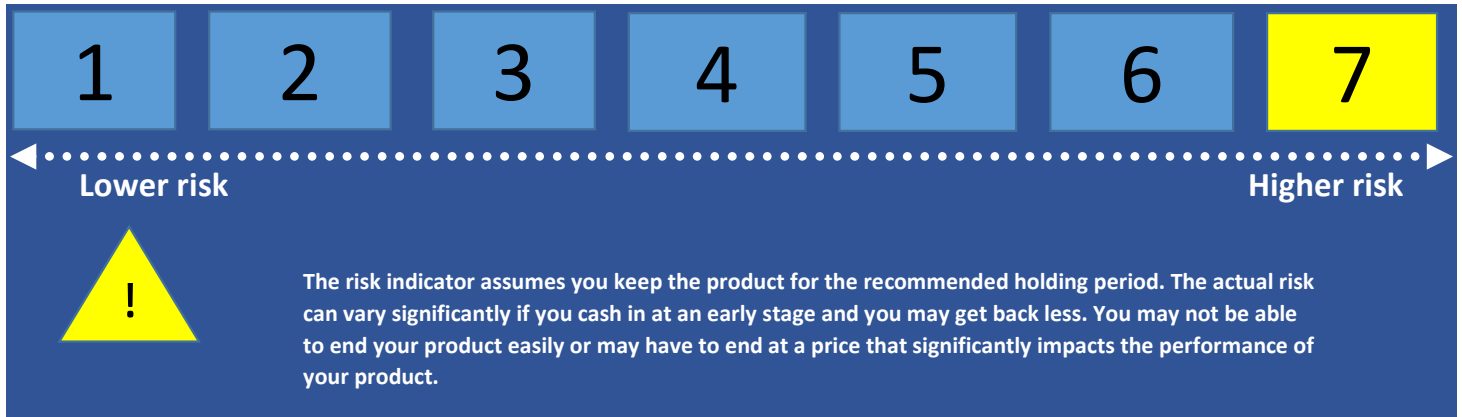 1 2 3 4 5 6 7
Lower risk Higher risk
!
The risk indicator assumes you keep the product for the recommended holding period. The actual risk
can vary significantly if you cash in at an early stage and you may get back less. You may not be able
to end your product easily or may have to end at a price that significantly impacts the performance of
your product.